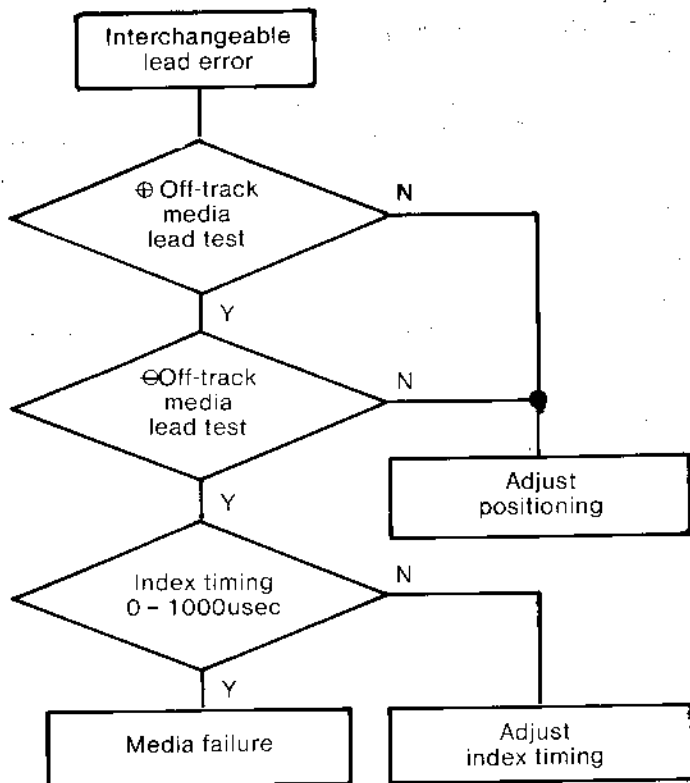 Interchangeable
lead error
⊕ Off-track
media
lead test
N
Y
⊖Off-track
media
lead test
N
Y
Adjust
positioning
Index timing
0 – 1000usec
N
Y
Media failure
Adjust
index timing